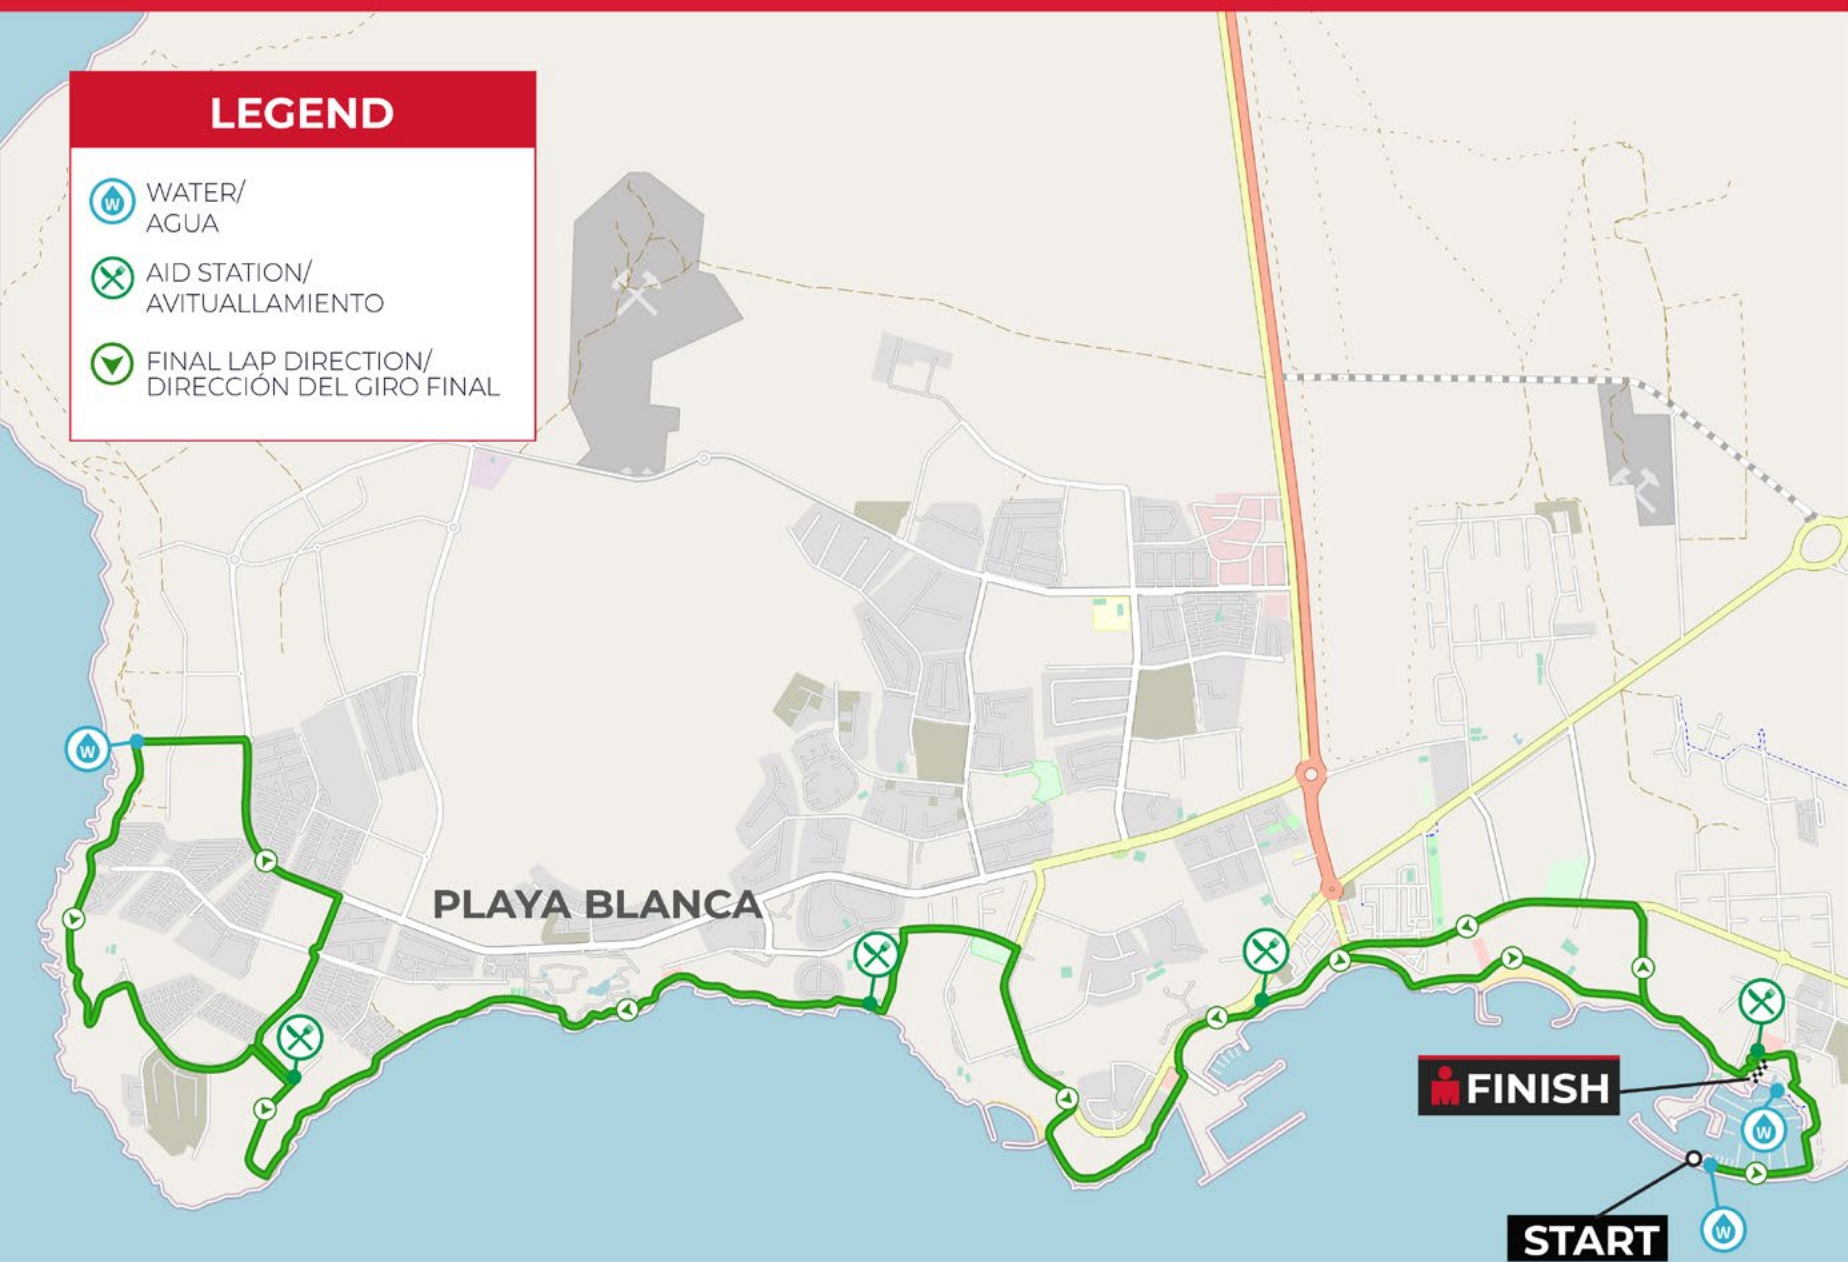 LEGEND
WATER/
AGUA
AID STATION/
AVITUALLAMIENTO
FINAL LAP DIRECTION/
DIRECCIÓN DEL GIRO FINAL
W
W
PLAYA BLANCA
FINISH
W
START
W